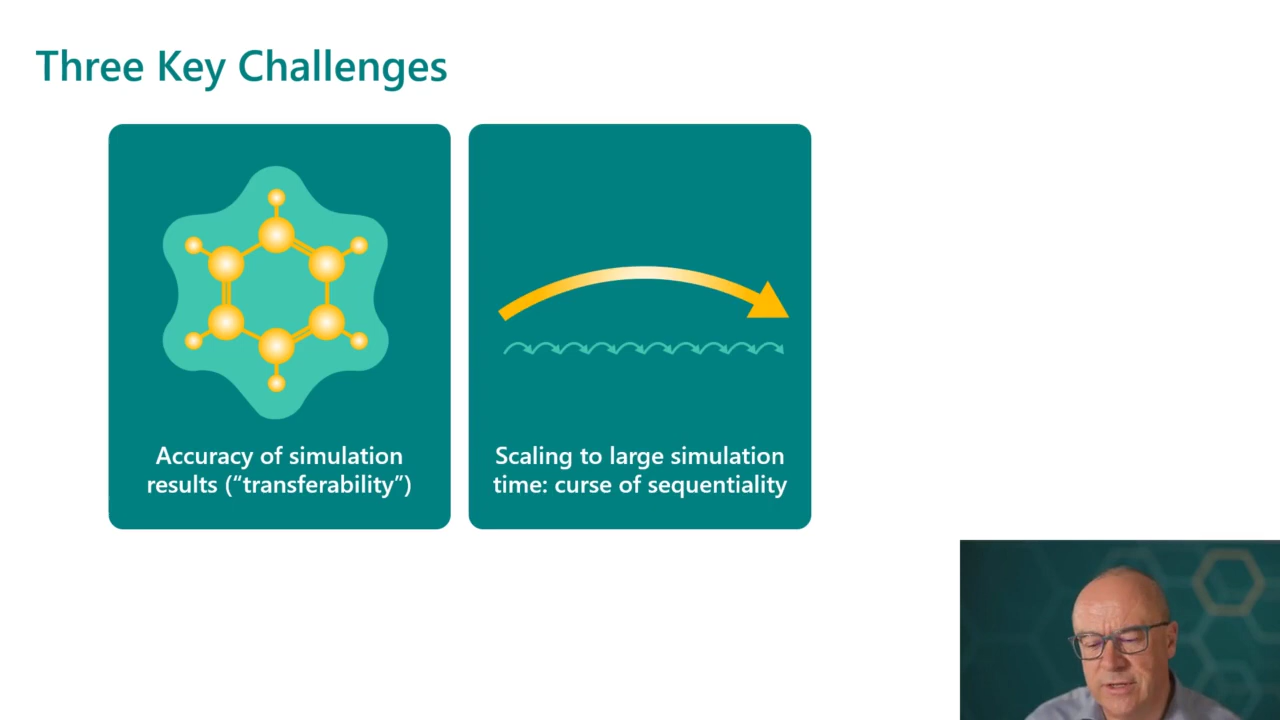 Three Key Challenges
Accuracy of simulation
results (“transferability”)
Scaling to large simulation
time: curse of sequentiality